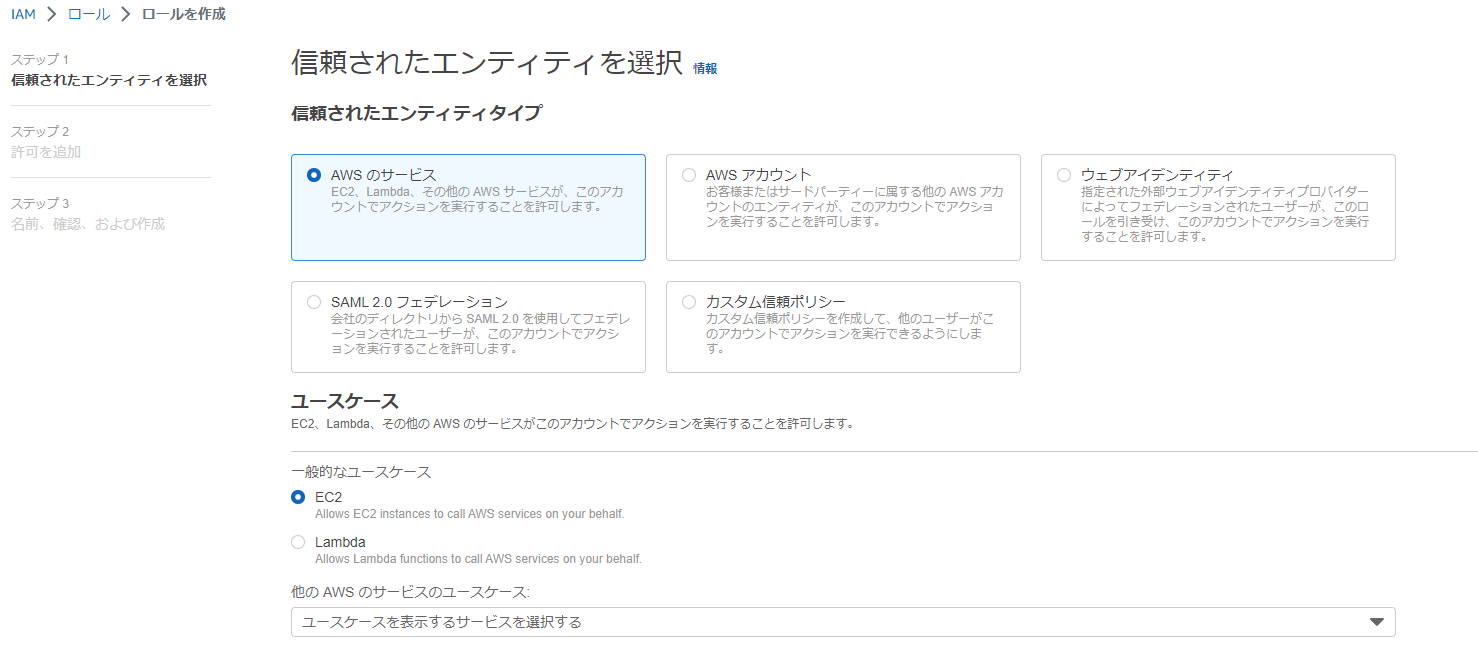 IAM > ロール > ロールを作成
ステップ 1
信頼されたエンティティを選択
ステップ 2
許可を追加
ステップ 3
名前、確認、および作成
信頼されたエンティティを選択 情報
信頼されたエンティティタイプ
AWS のサービス
EC2、Lambda、その他の AWS サービスが、このアカ
ウントでアクションを実行することを許可します。
AWS アカウント
お客様またはサードパーティーに属する他の AWS アカ
ウントのエンティティが、このアカウントでアクショ
ンを実行することを許可します。
ウェブアイデンティティ
指定された外部ウェブアイデンティティプロバイダー
によってフェデレーションされたユーザーが、このロ
ールを引き受け、このアカウントでアクションを実行
することを許可します。
SAML 2.0 フェデレーション
会社のディレクトリから SAML 2.0 を使用してフェデレ
ーションされたユーザーが、このアカウントでアクシ
ョンを実行することを許可します。
カスタム信頼ポリシー
カスタム信頼ポリシーを作成して、他のユーザーがこ
のアカウントでアクションを実行できるようにしま
す。
ユースケース
EC2、Lambda、その他の AWS のサービスがこのアカウントでアクションを実行することを許可します。
一般的なユースケース
EC2
Allows EC2 instances to call AWS services on your behalf.
Lambda
Allows Lambda functions to call AWS services on your behalf.
他の AWS のサービスのユースケース:
ユースケースを表示するサービスを選択する